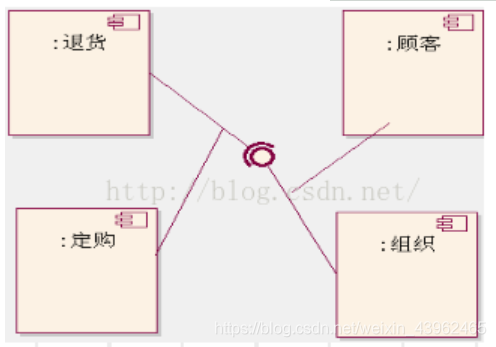 :退货
:顾客
http://blog.csdn.net/
:定购
:组织
https://blog.csdn.net/weixin_43962465